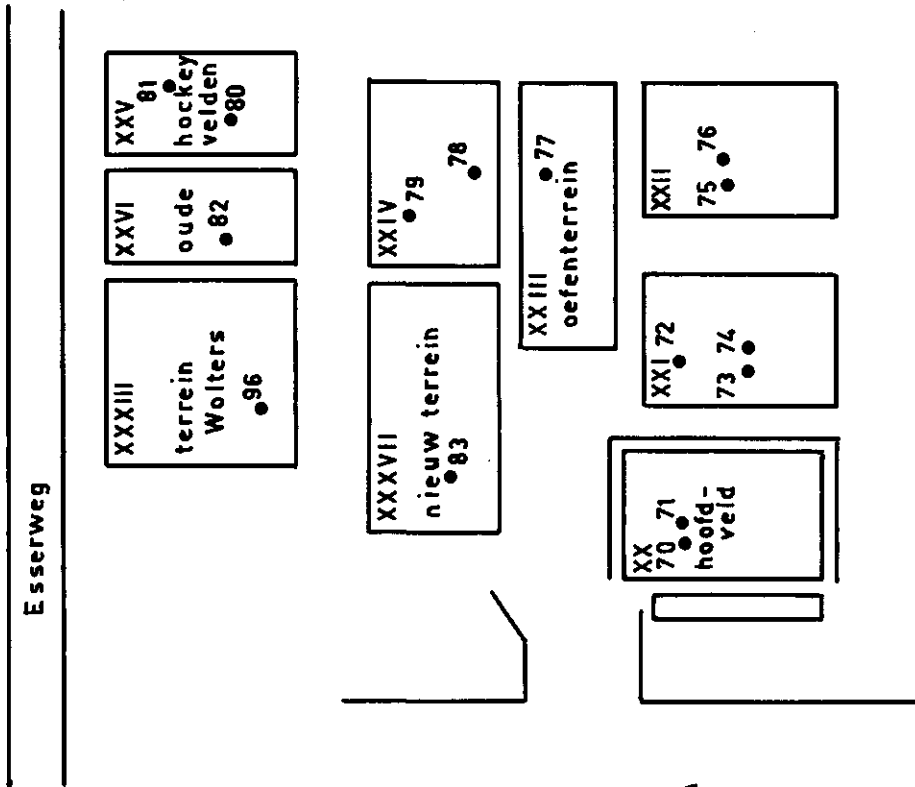 Esserweg
XXXIII
terrein
Wolters
96
XXVI
oude
82
XXV
81
hockey
velden
80
XXXVII
nieuw terrein
83
XXIV
79
78
XXIII
oefenterrein
77
XX
70 71
hoofd-
veld
XXI 72
73 74
XXII
75 76